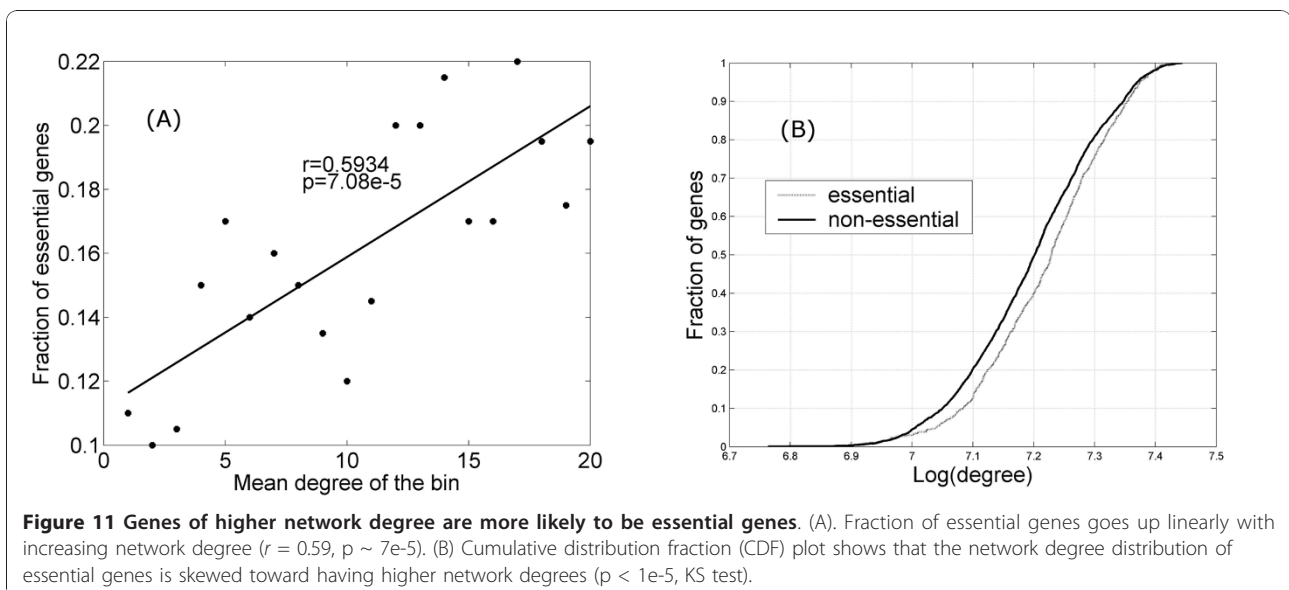 0.22
0.2
0.18
0.16
0.14
0.12
0.1
Fraction of essential genes
(A)
r=0.5934
p=7.08e-5
0 5 10 15 20
Mean degree of the bin
1
0.9
0.8
0.7
0.6
0.5
0.4
0.3
0.2
0.1
0
Fraction of genes
(B)
essential
non-essential
6.7 6.8 6.9 7 7.1 7.2 7.3 7.4 7.5
Log(degree)
Figure 11 Genes of higher network degree are more likely to be essential genes. (A). Fraction of essential genes goes up linearly with
increasing network degree (r = 0.59, p ~ 7e-5). (B) Cumulative distribution fraction (CDF) plot shows that the network degree distribution of
essential genes is skewed toward having higher network degrees (p < 1e-5, KS test).